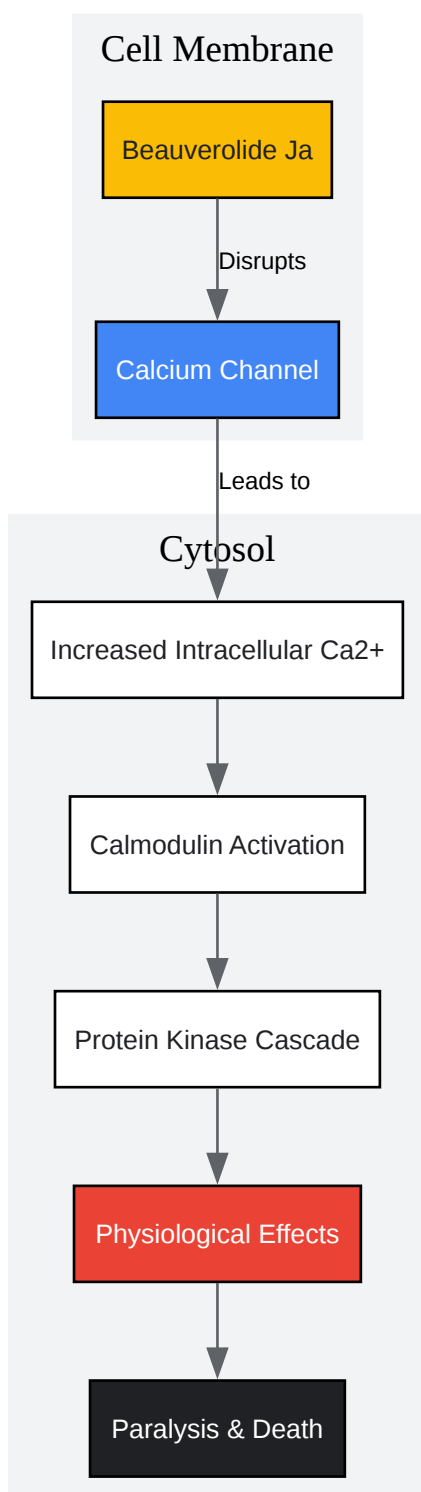 Cell Membrane
Beauverolide Ja
Disrupts
Calcium Channel
Leads to
Cytosol
Increased Intracellular Ca2+
Calmodulin Activation
Protein Kinase Cascade
Physiological Effects
Paralysis & Death